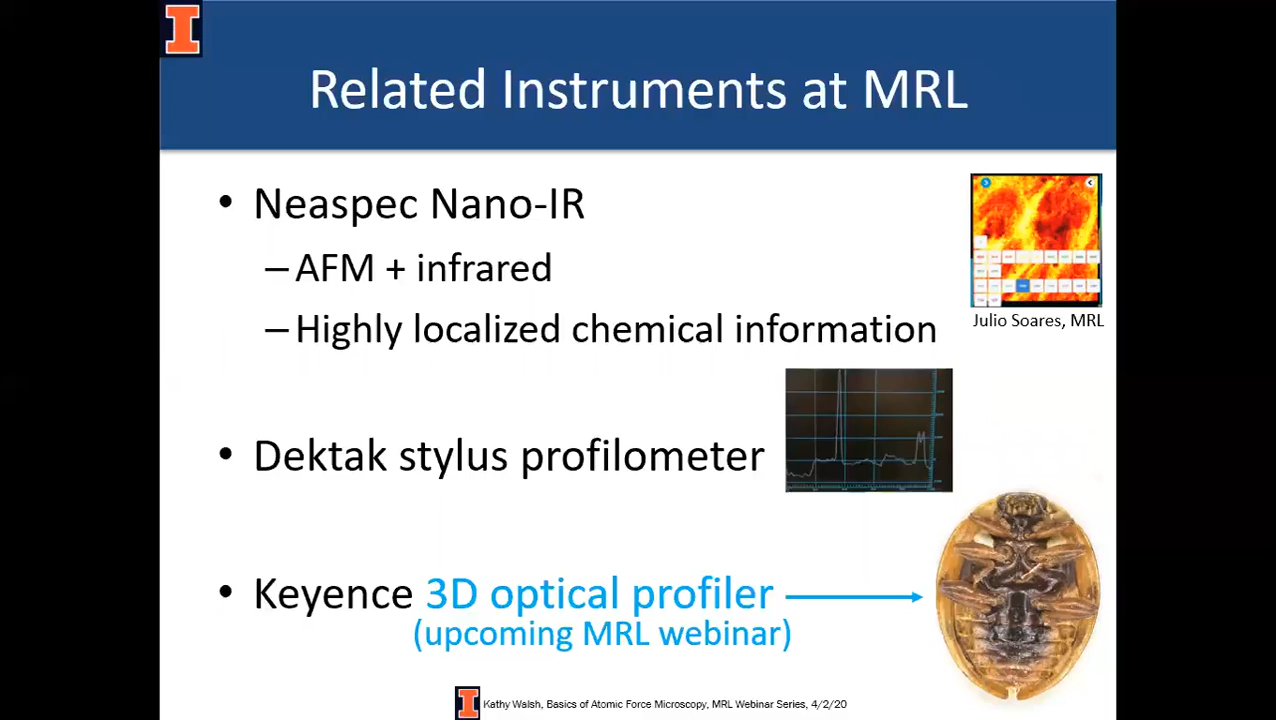 Related Instruments at MRL
• Neaspec Nano-IR
– AFM + infrared
– Highly localized chemical information
Julio Soares, MRL
• Dektak stylus profilometer
• Keyence 3D optical profiler
(upcoming MRL webinar)
Kathy Walsh, Basics of Atomic Force Microscopy, MRL Webinar Series, 4/2/20